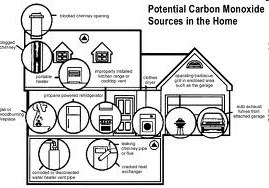 Potential Carbon Monoxide
Sources in the Home
blocked chimney opening
clogged
chimney
portable
heater
improperly installed
kitchen range or
cooktop vent
clothes
dryer
operating barbecue
grill in enclosed area
such as the garage
gas or
woodburning
fireplace
propane powered refrigerator
auto exhaust
fumes from
attached garage
corroded or disconnected
water heater vent pipe
leaking
chimney pipe
or flue
cracked heat
exchanger